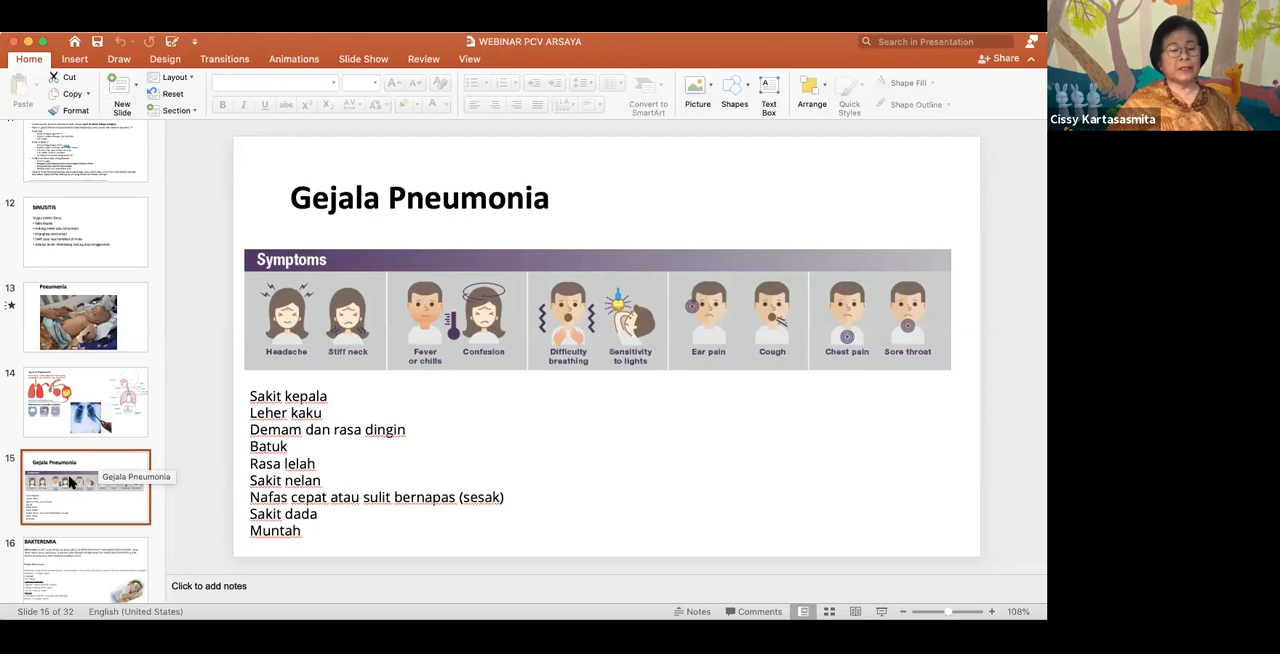 WEBINAR PCV ARSAYA
Search in Presentation
Home Insert Draw Design Transitions Animations Slide Show Review View
Share
Paste
Cut
Copy
Format
New Slide
Layout
Reset
Section
Convert to SmartArt
Picture
Shapes
Text Box
Arrange
Quick Styles
Shape Fill
Shape Outline
Cissy Kartasasmita
12
SINUSITIS
13
Pneumonia
14
15
Gejala Pneumonia
Gejala Pneumonia
16
BAKTEREMIA
Gejala Pneumonia
Symptoms
Headache
Stiff neck
Fever or chills
Confusion
Difficulty breathing
Sensitivity to lights
Ear pain
Cough
Chest pain
Sore throat
Sakit kepala
Leher kaku
Demam dan rasa dingin
Batuk
Rasa lelah
Sakit nelan
Nafas cepat atau sulit bernapas (sesak)
Sakit dada
Muntah
Click to add notes
Slide 15 of 32
English (United States)
Notes
Comments
108%